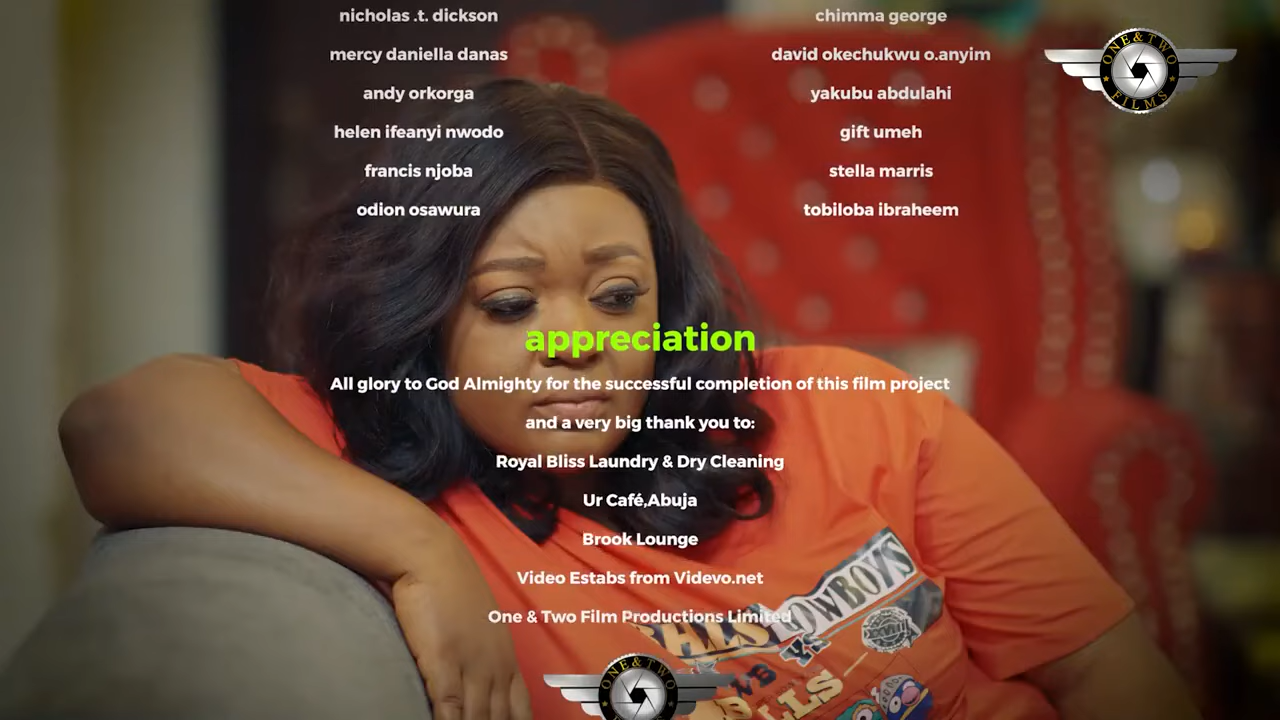 nicholas .t. dickson chimma george
mercy daniella danas david okechukwu o.anyim
andy orkorga yakubu abdulahi
helen ifeanyi nwodo gift umeh
francis njoba stella marris
odion osawura tobiloba ibraheem
ONE & TWO
FILMS
appreciation
All glory to God Almighty for the successful completion of this film project
and a very big thank you to:
Royal Bliss Laundry & Dry Cleaning
Ur Café,Abuja
Brook Lounge
Video Estabs from Videvo.net
One & Two Film Productions Limited
COWBOYS
XXVII
ONE & TWO